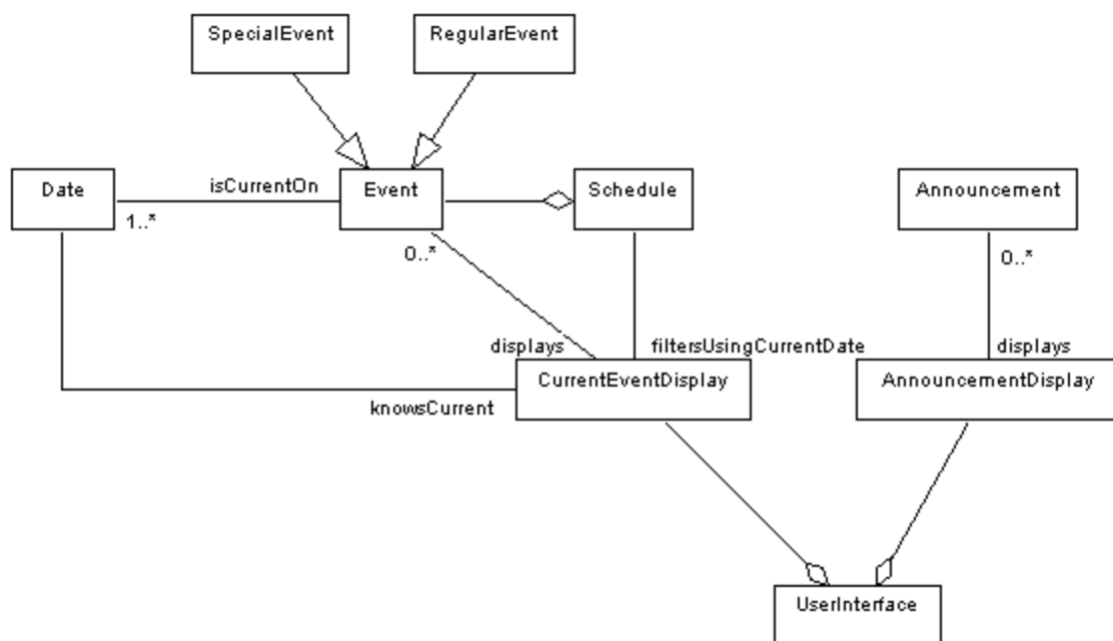 SpecialEvent
RegularEvent
Date
isCurrentOn
Event
Schedule
Announcement
1..*
0..*
0..*
displays
filtersUsingCurrentDate
displays
CurrentEventDisplay
AnnouncementDisplay
knowsCurrent
UserInterface